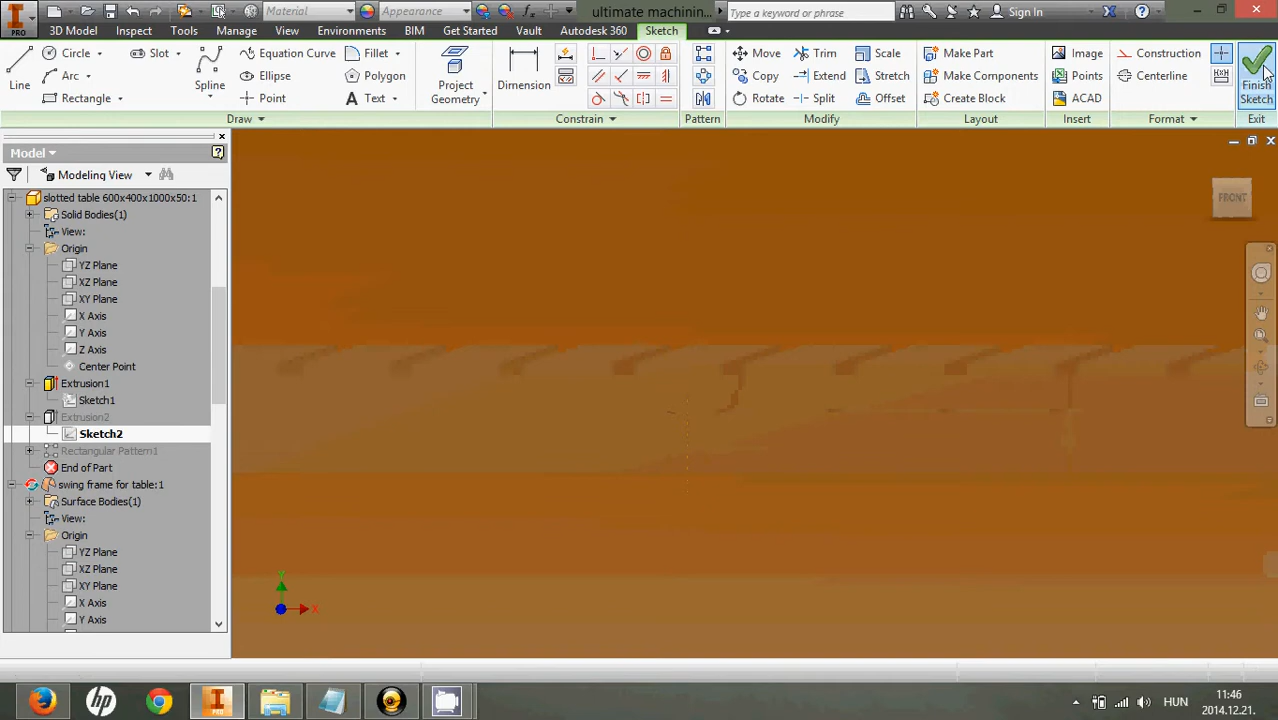 Material
Appearance
ultimate machinin...
Type a keyword or phrase
Sign In
PRO
3D Model
Inspect
Tools
Manage
View
Environments
BIM
Get Started
Vault
Autodesk 360
Sketch
Line
Circle
Arc
Rectangle
Slot
Spline
Equation Curve
Ellipse
Point
Fillet
Polygon
Text
Project
Geometry
Dimension
Move
Copy
Rotate
Trim
Extend
Split
Scale
Stretch
Offset
Make Part
Make Components
Create Block
Image
Points
ACAD
Construction
Centerline
Finish
Sketch
Draw
Constrain
Pattern
Modify
Layout
Insert
Format
Exit
Model
Modeling View
slotted table 600x400x1000x50:1
Solid Bodies(1)
View:
Origin
YZ Plane
XZ Plane
XY Plane
X Axis
Y Axis
Z Axis
Center Point
Extrusion1
Sketch1
Extrusion2
Sketch2
Rectangular Pattern1
End of Part
swing frame for table:1
Surface Bodies(1)
View:
Origin
YZ Plane
XZ Plane
XY Plane
X Axis
Y Axis
FRONT
Y
X
HUN
11:46
2014.12.21.